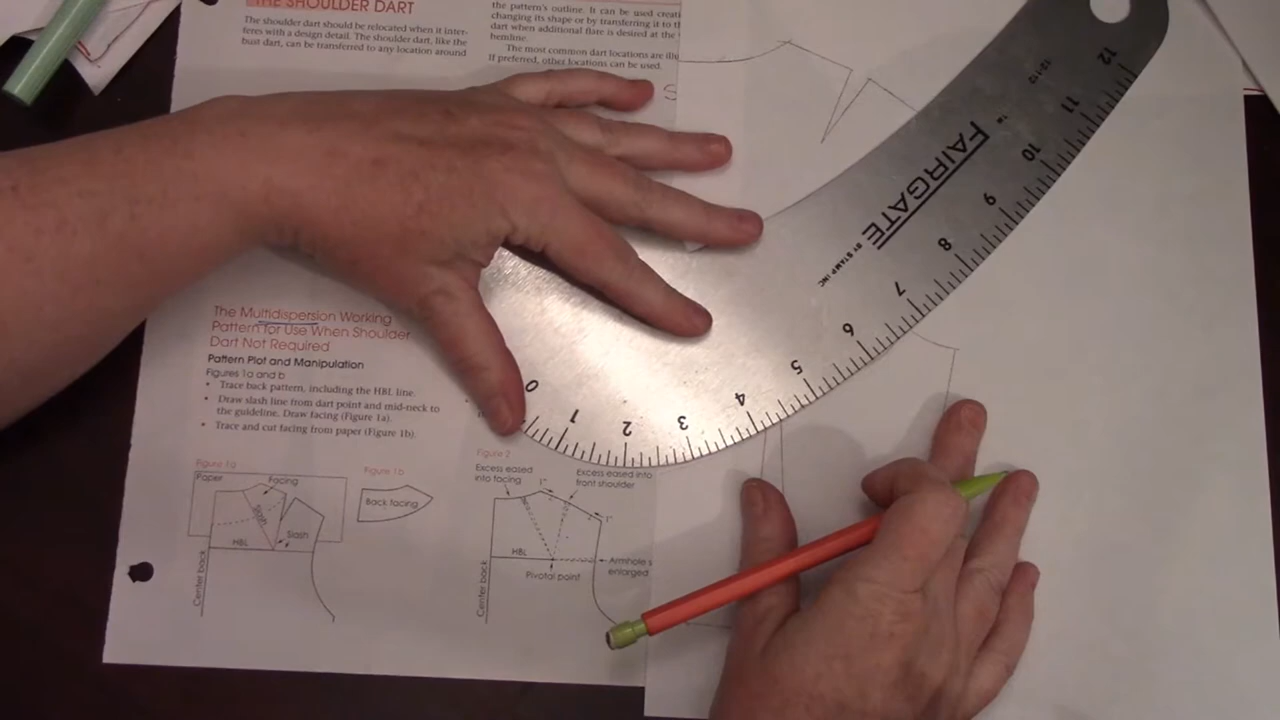 THE SHOULDER DART
The shoulder dart should be relocated when it inter-
feres with a design detail. The shoulder dart, like the
bust dart, can be transferred to any location around
the pattern's outline. It can be used
changing its shape or by transferring it to
dart when additional flare is desired at the
hemline.
The most common dart locations are
If preferred, other locations can be used.
S
The Multidispersion Working
Pattern for Use When Shoulder
Dart Not Required
Pattern Plot and Manipulation
Figures 1a and b
• Trace back pattern, including the HBL line.
• Draw slash line from dart point and mid-neck to
the guideline. Draw facing (Figure 1a).
• Trace and cut facing from paper (Figure 1b).
Figure 1a
Paper
Facing
Slash
Slash
HBL
Center back
Figure 1b
Back facing
Figure 2
Excess eased
into facing
1"
Excess eased into
front shoulder
1"
HBL
Pivotal point
Armhole
enlarged
Center back
FAIRGATE
BY STAMP INC
12-112
0 1 2 3 4 5 6 7 8 9 10 11 12